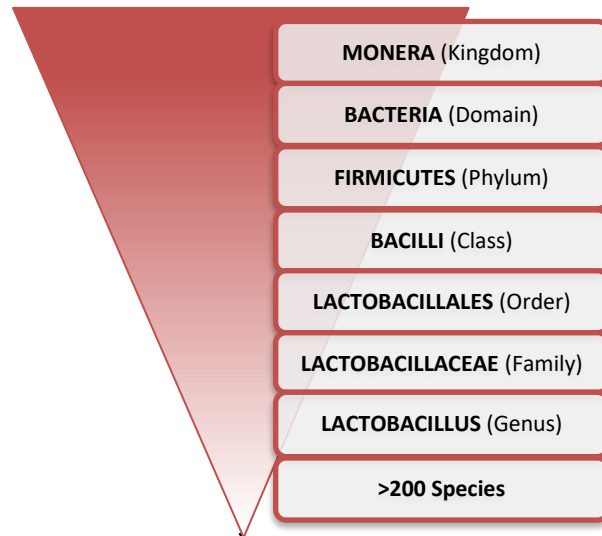 MONERA (Kingdom)
BACTERIA (Domain)
FIRMICUTES (Phylum)
BACILLI (Class)
LACTOBACILLALES (Order)
LACTOBACILLACEAE (Family)
LACTOBACILLUS (Genus)
>200 Species